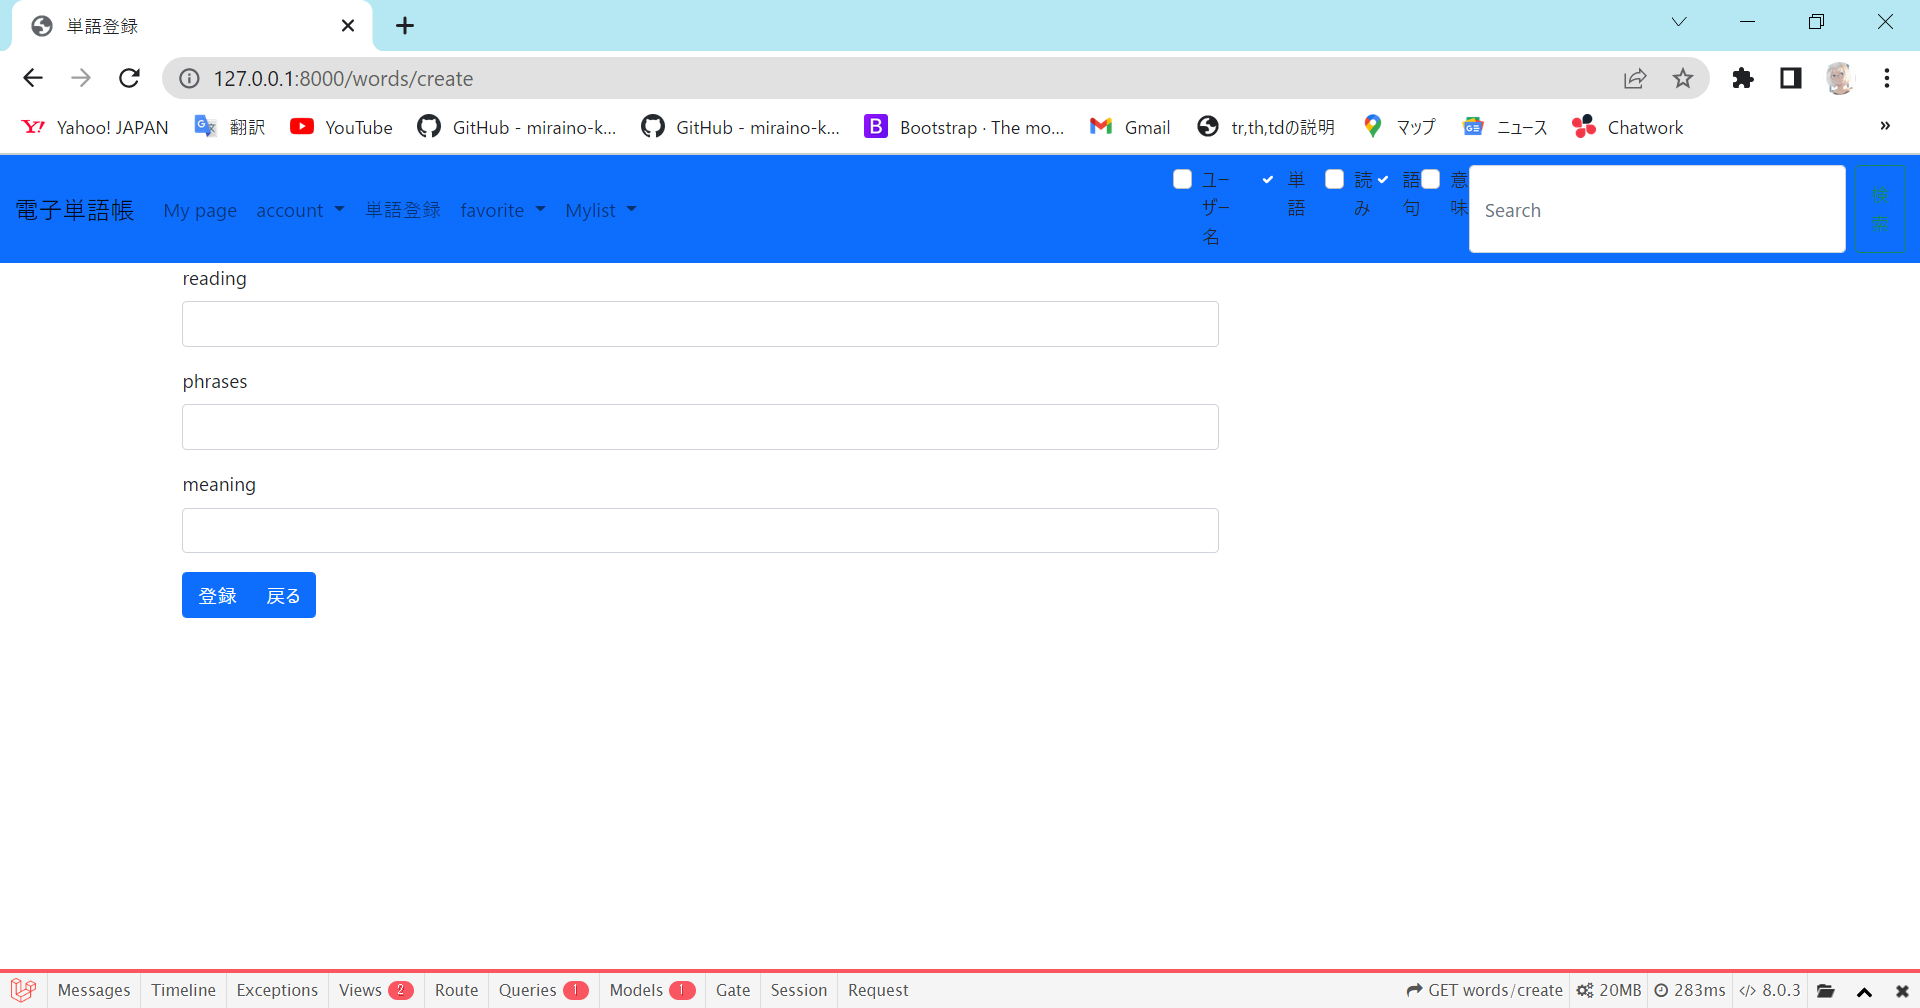 単語登録
127.0.0.1:8000/words/create
Yahoo! JAPAN 翻訳 YouTube GitHub - miraino-k... GitHub - miraino-k... Bootstrap · The mo... Gmail tr,th,tdの説明 マップ ニュース Chatwork »
電子単語帳 My page account 単語登録 favorite Mylist
ユーザー名
単語
読み
語句
意味
Search
検索
reading
phrases
meaning
登録 戻る
Messages Timeline Exceptions Views 2 Route Queries 1 Models 1 Gate Session Request GET words/create 20MB 283ms </> 8.0.3